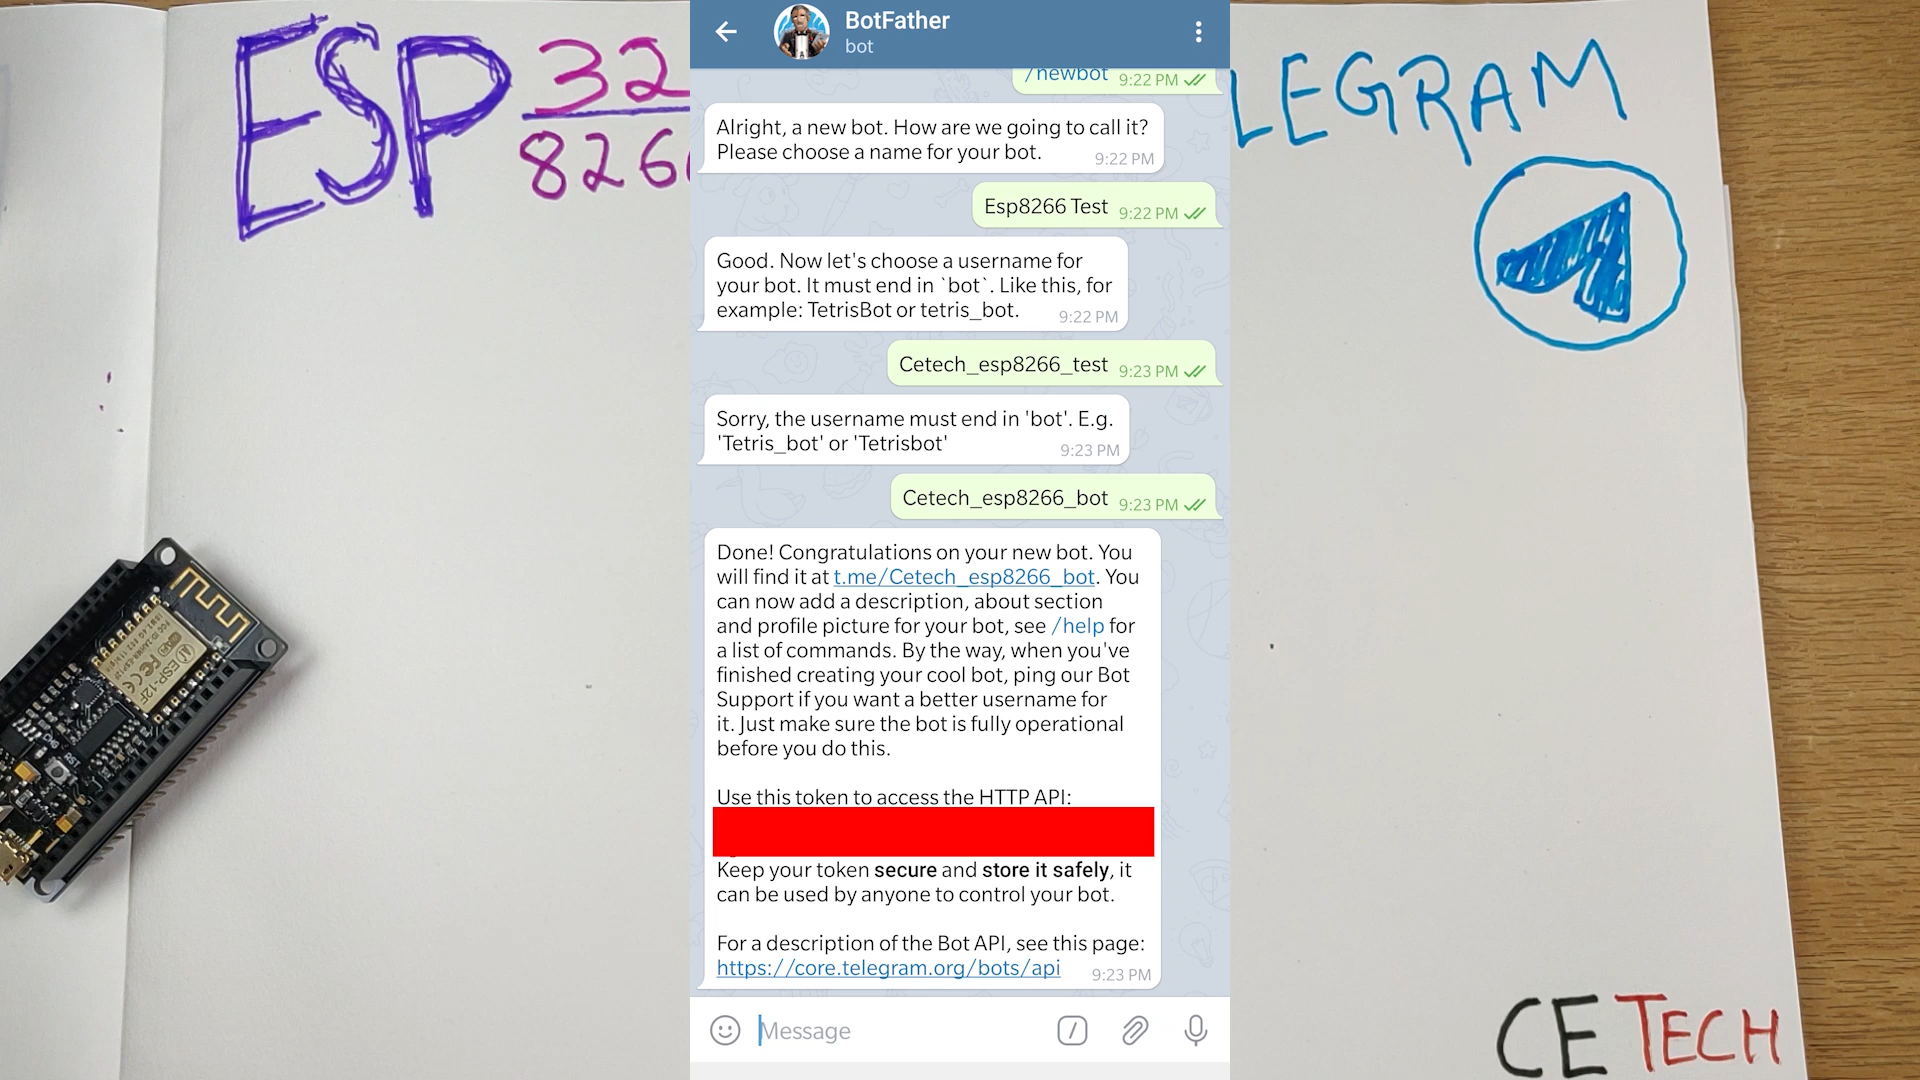 ESP 32
826
LEGRAM
BotFather
bot
/newbot 9:22 PM
Alright, a new bot. How are we going to call it?
Please choose a name for your bot. 9:22 PM
Esp8266 Test 9:22 PM
Good. Now let's choose a username for
your bot. It must end in `bot`. Like this, for
example: TetrisBot or tetris_bot. 9:22 PM
Cetech_esp8266_test 9:23 PM
Sorry, the username must end in 'bot'. E.g.
'Tetris_bot' or 'Tetrisbot' 9:23 PM
Cetech_esp8266_bot 9:23 PM
Done! Congratulations on your new bot. You
will find it at t.me/Cetech_esp8266_bot. You
can now add a description, about section
and profile picture for your bot, see /help for
a list of commands. By the way, when you've
finished creating your cool bot, ping our Bot
Support if you want a better username for
it. Just make sure the bot is fully operational
before you do this.
Use this token to access the HTTP API:
Keep your token secure and store it safely, it
can be used by anyone to control your bot.
For a description of the Bot API, see this page:
https://core.telegram.org/bots/api 9:23 PM
Message
ESP-12F
RST
CE TECH